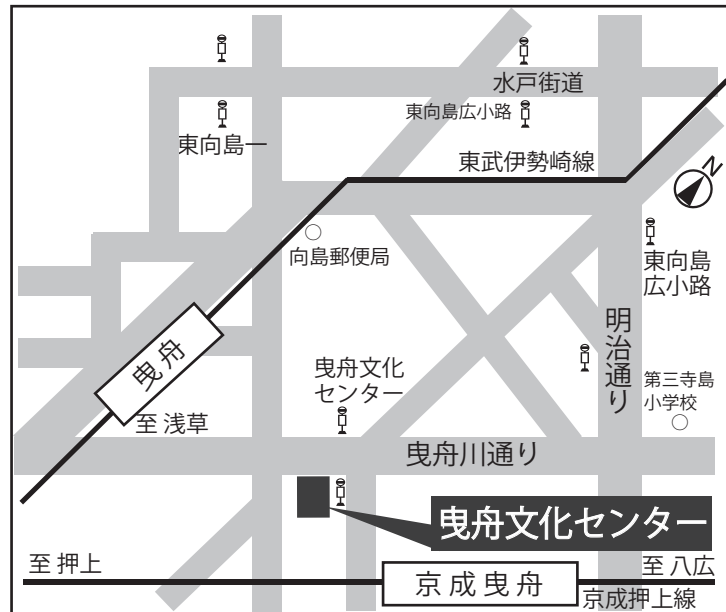 水戸街道
東向島広小路
東向島一
東武伊勢崎線
N
向島郵便局
東向島
広小路
曳舟
明治通り
曳舟文化
センター
第三寺島
小学校
至 浅草
曳舟川通り
曳舟文化センター
至 押上
至 八広
京成曳舟
京成押上線